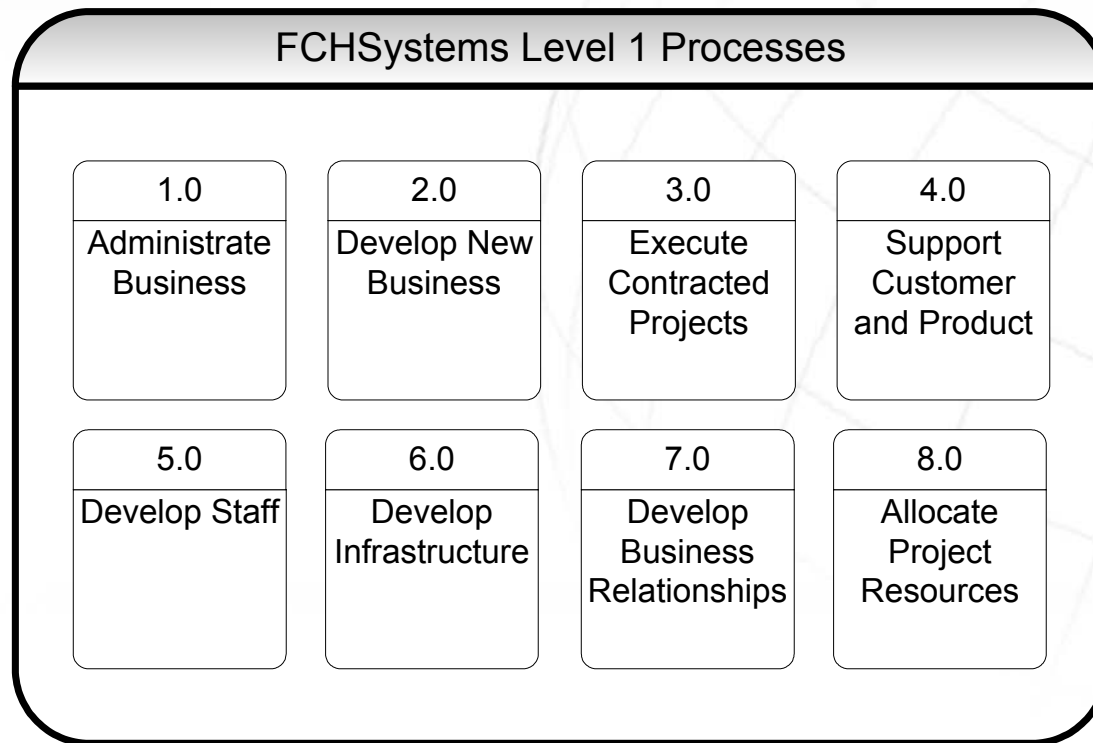 FCHSystems Level 1 Processes
1.0
Administrate
Business
2.0
Develop New
Business
3.0
Execute
Contracted
Projects
4.0
Support
Customer
and Product
5.0
Develop Staff
6.0
Develop
Infrastructure
7.0
Develop
Business
Relationships
8.0
Allocate
Project
Resources